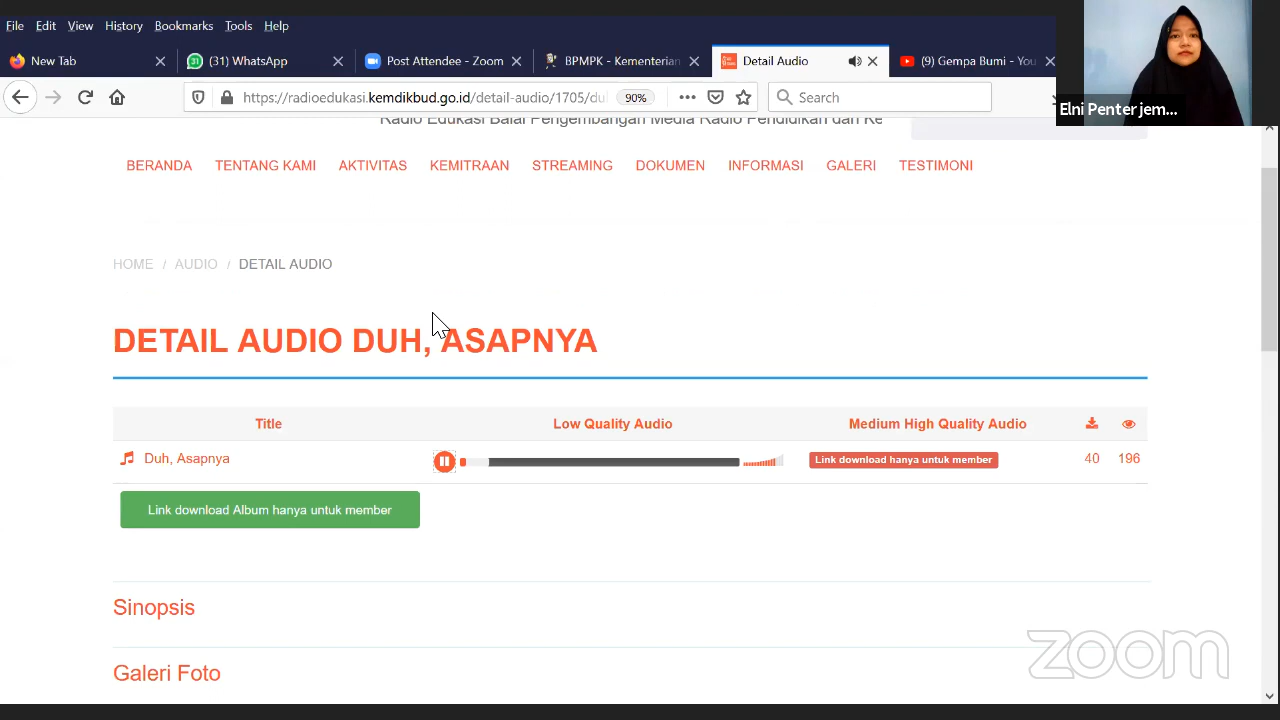 File Edit View History Bookmarks Tools Help
New Tab
(31) WhatsApp
Post Attendee - Zoom
BPMPK - Kementerian
Detail Audio
(9) Gempa Bumi - You
https://radioedukasi.kemdikbud.go.id/detail-audio/1705/du
90%
Search
Elni Penterjem...
Radio Edukasi Balai Pengembangan Media Radio Pendidikan dan Ke
BERANDA TENTANG KAMI AKTIVITAS KEMITRAAN STREAMING DOKUMEN INFORMASI GALERI TESTIMONI
HOME / AUDIO / DETAIL AUDIO
DETAIL AUDIO DUH, ASAPNYA
Title Low Quality Audio Medium High Quality Audio
Duh, Asapnya Link download hanya untuk member 40 196
Link download Album hanya untuk member
Sinopsis
Galeri Foto
zoom